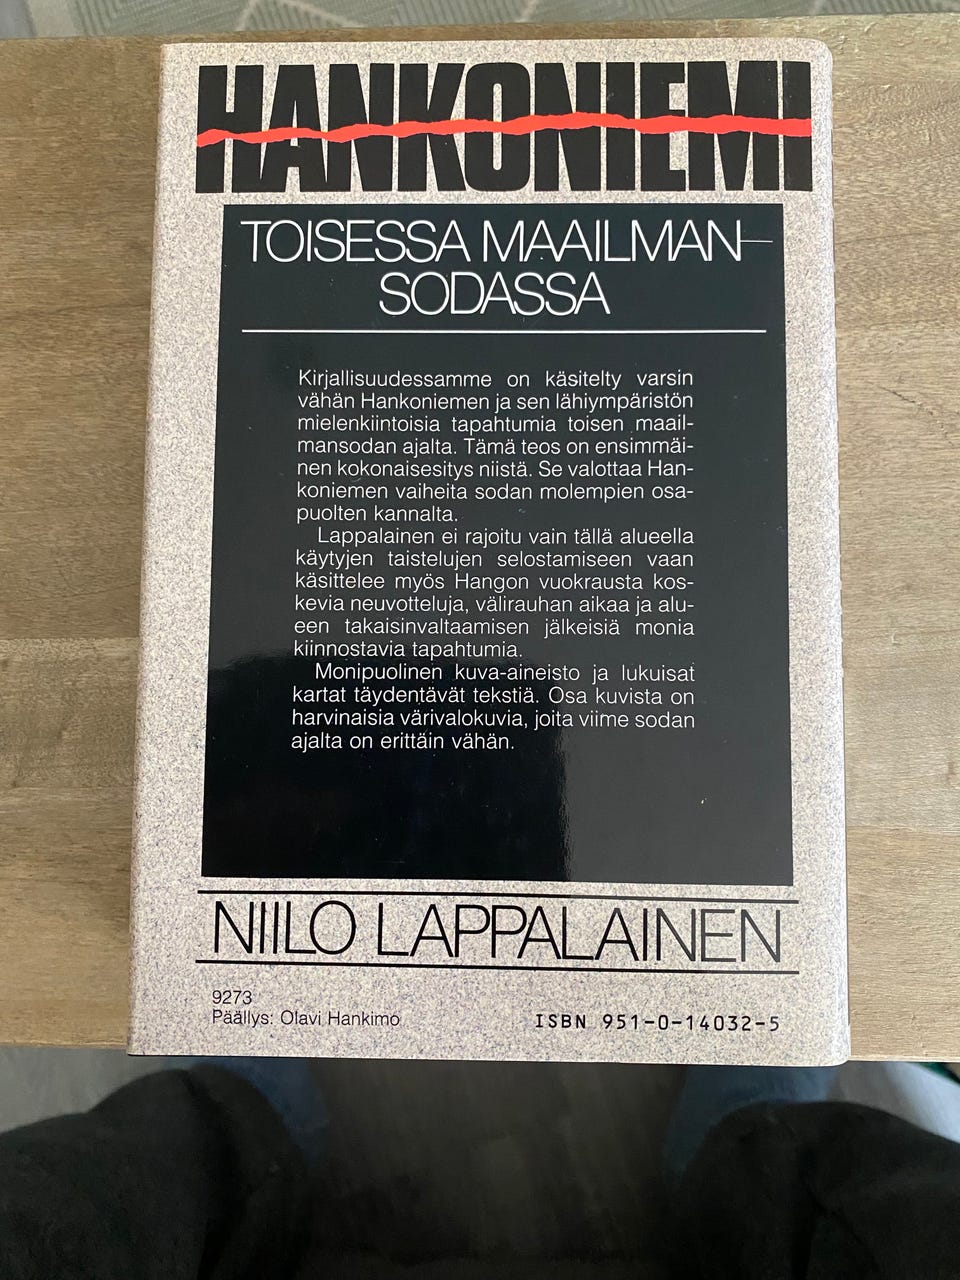 HANKONIEMI
TOISESSA MAAILMAN-
SODASSA
Kirjallisuudessamme on käsitelty varsin
vähän Hankoniemen ja sen lähiympäristön
mielenkiintoisia tapahtumia toisen maail-
mansodan ajalta. Tämä teos on ensimmäi-
nen kokonaisesitys niistä. Se valottaa Han-
koniemen vaiheita sodan molempien osa-
puolten kannalta.
Lappalainen ei rajoitu vain tällä alueella
käytyjen taistelujen selostamiseen vaan
käsittelee myös Hangon vuokrausta kos-
kevia neuvotteluja, välirauhan aikaa ja alu-
een takaisinvaltaamisen jälkeisiä monia
kiinnostavia tapahtumia.
Monipuolinen kuva-aineisto ja lukuisat
kartat täydentävät tekstiä. Osa kuvista on
harvinaisia värivalokuvia, joita viime sodan
ajalta on erittäin vähän.
NIILO LAPPALAINEN
9273
Päällys: Olavi Hankimo
ISBN 951-0-14032-5